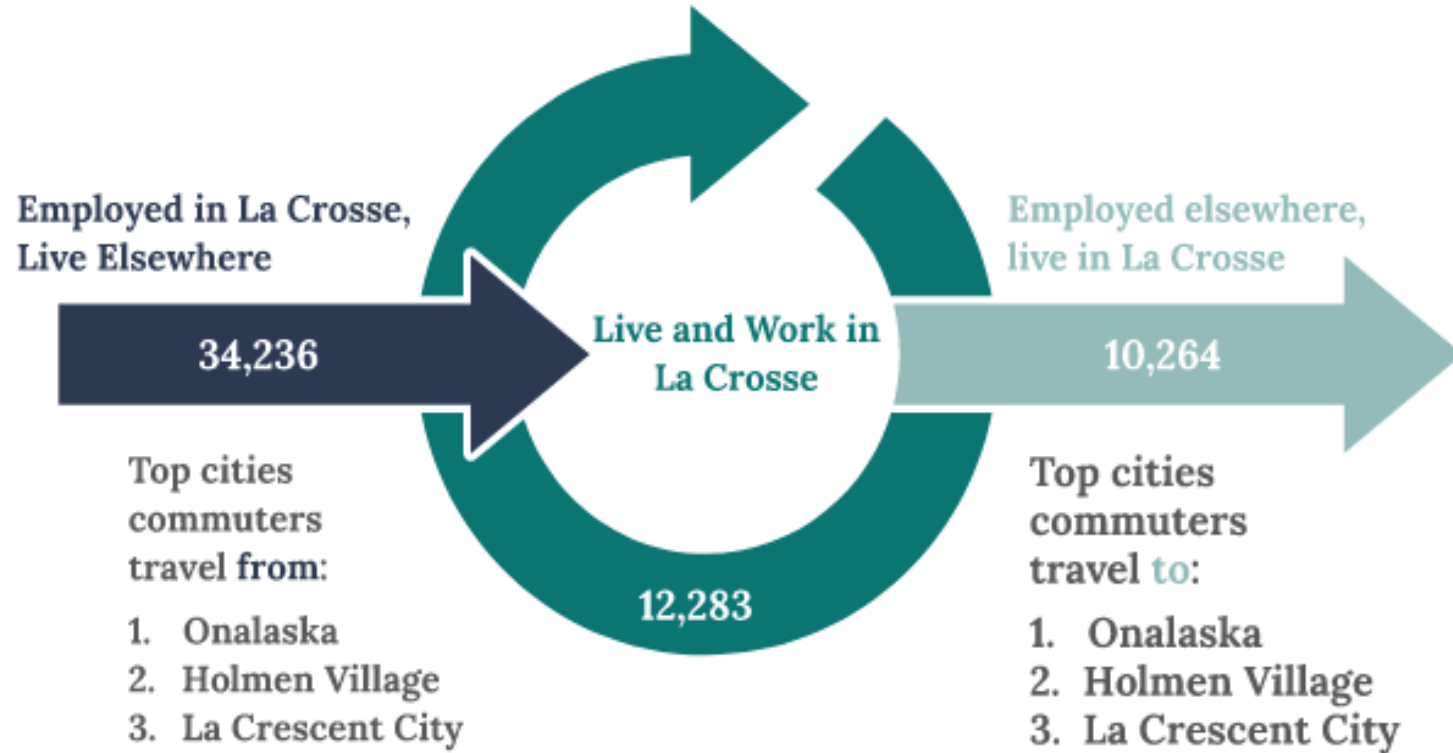 Employed in La Crosse,
Live Elsewhere
34,236
Top cities
commuters
travel from:
1. Onalaska
2. Holmen Village
3. La Crescent City
Live and Work in
La Crosse
12,283
Employed elsewhere,
live in La Crosse
10,264
Top cities
commuters
travel to:
1. Onalaska
2. Holmen Village
3. La Crescent City